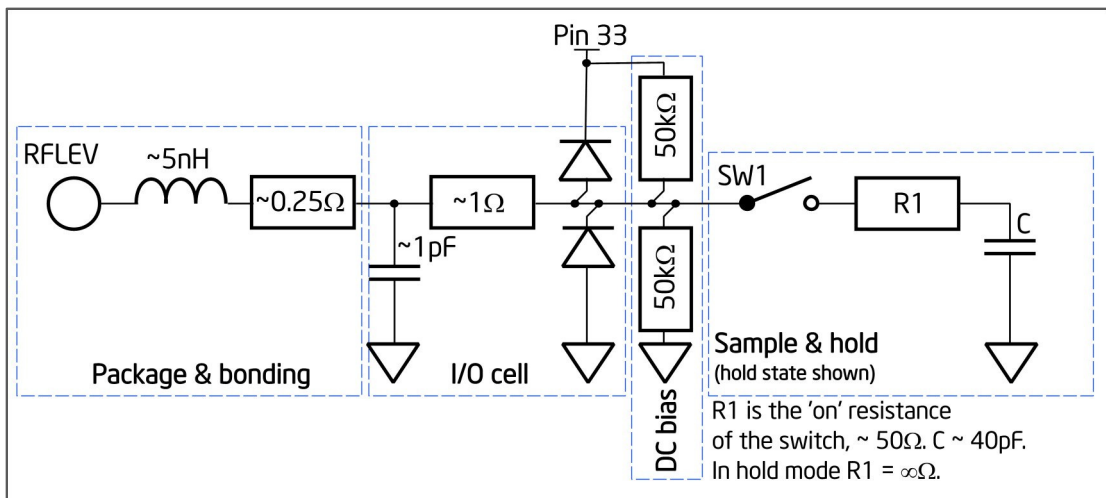 Pin 33
RFLEV
~5nH
~0.25Ω
~1Ω
~1pF
50kΩ
50kΩ
SW1
R1
C
Package & bonding
I/O cell
DC bias
Sample & hold
(hold state shown)
R1 is the 'on' resistance
of the switch, ~ 50Ω. C ~ 40pF.
In hold mode R1 = ∞Ω.